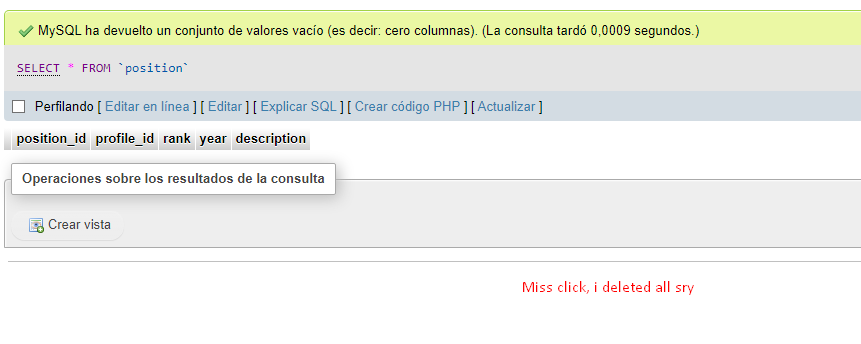 MySQL ha devuelto un conjunto de valores vacío (es decir: cero columnas). (La consulta tardó 0,0009 segundos.)
SELECT * FROM `position`
Perfilando [ Editar en línea ] [ Editar ] [ Explicar SQL ] [ Crear código PHP ] [ Actualizar ]
position_id profile_id rank year description
Operaciones sobre los resultados de la consulta
Crear vista
Miss click, i deleted all sry